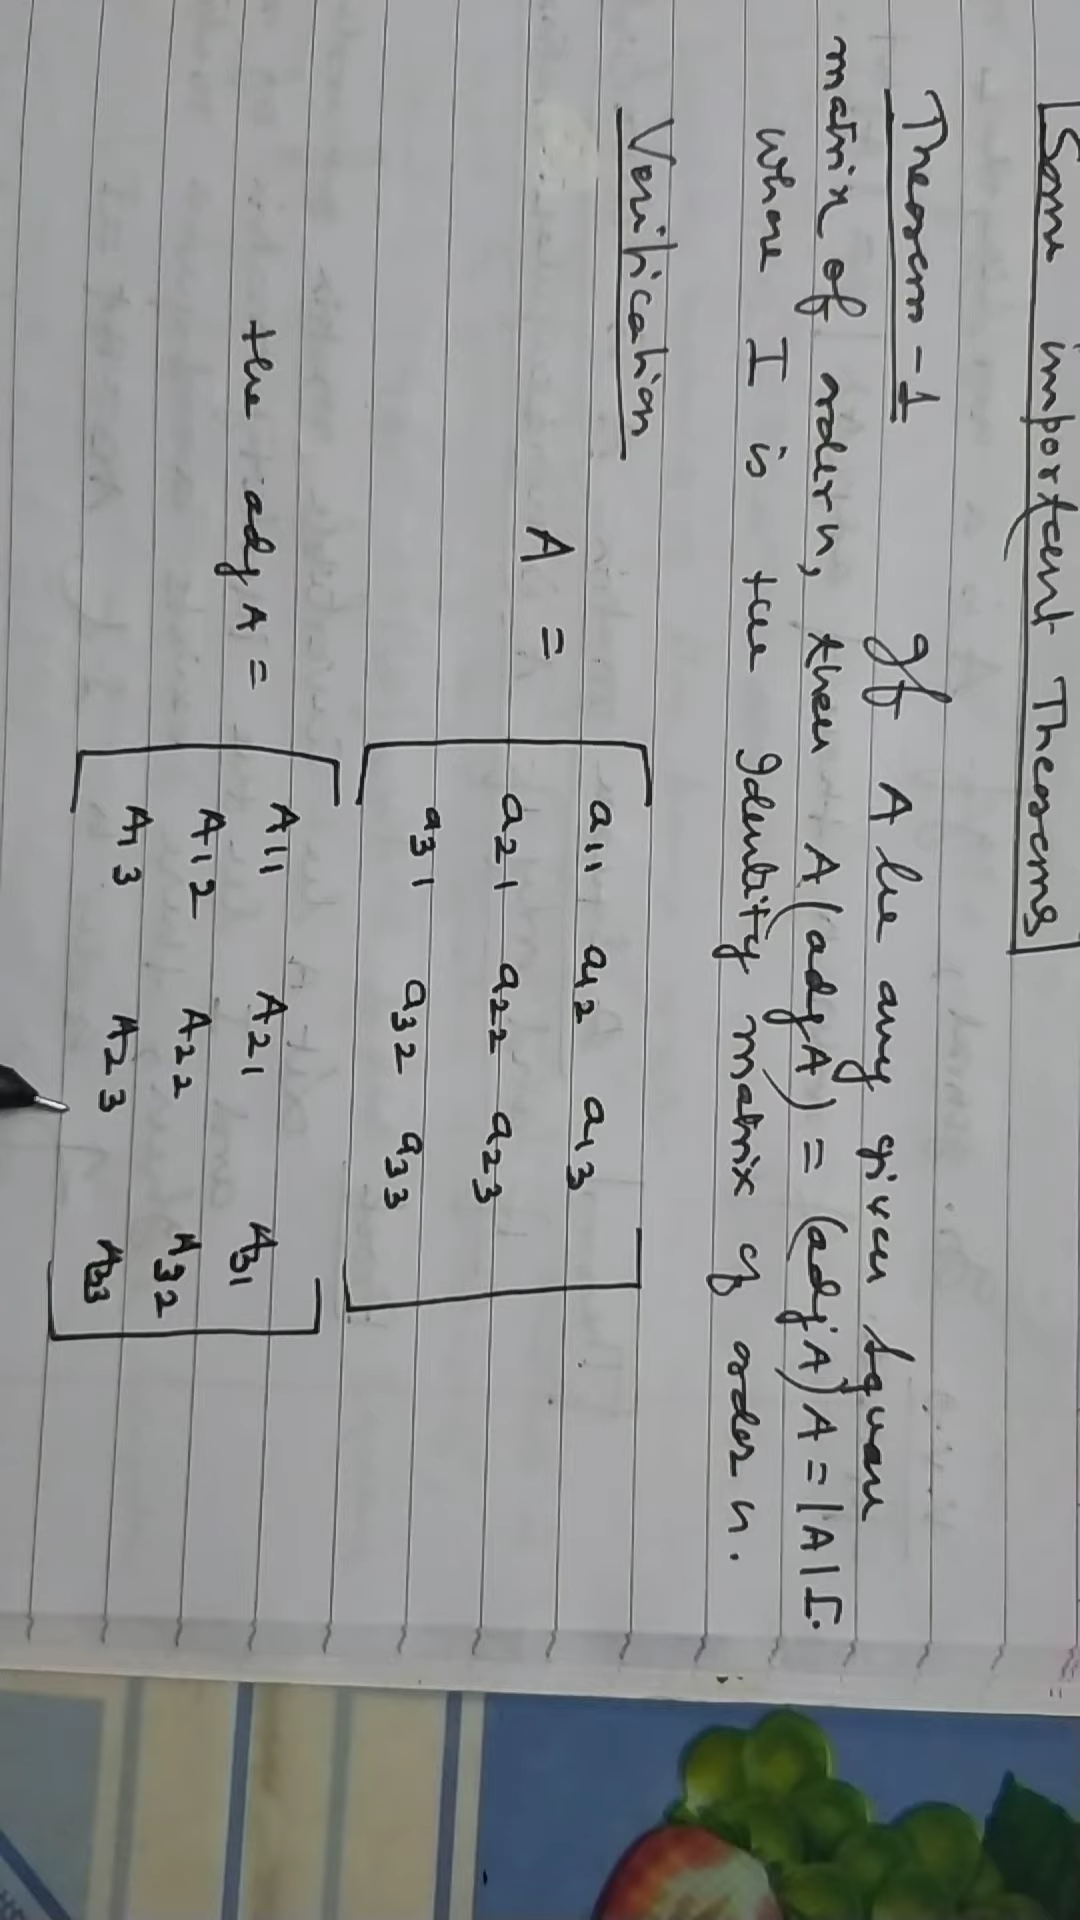 Some important Theorems
Theorem-1 If A be any given square
matrix of order n, then A(adjA) = (adjA)A = |A|I.
where I is the Identity matrix of order n.
Verification
A = [ a11 a12 a13
a21 a22 a23
a31 a32 a33 ]
the adj A = [ A11 A21 A31
A12 A22 A32
A13 A23 A33 ]